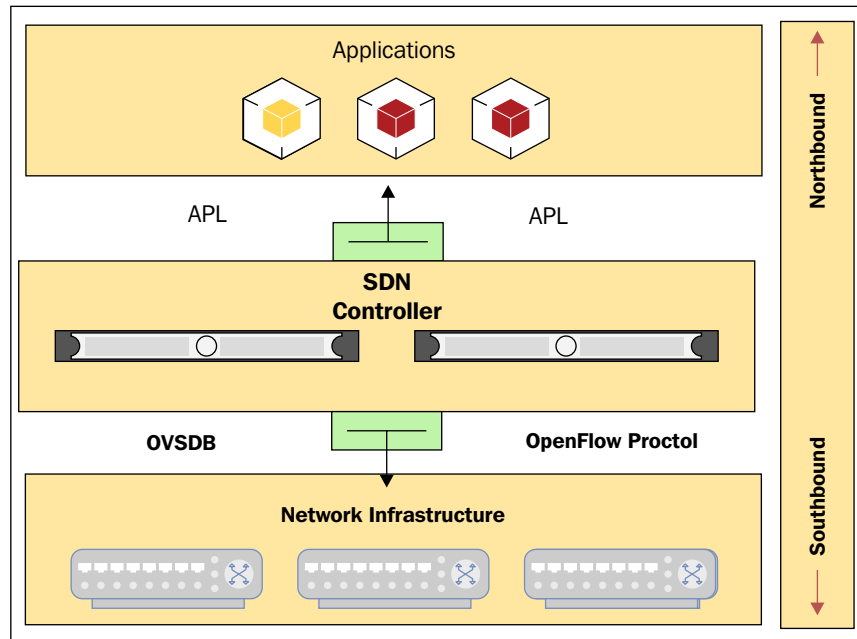 Applications
APL
APL
SDN
Controller
OVSDB
OpenFlow Proctol
Network Infrastructure
Northbound
Southbound